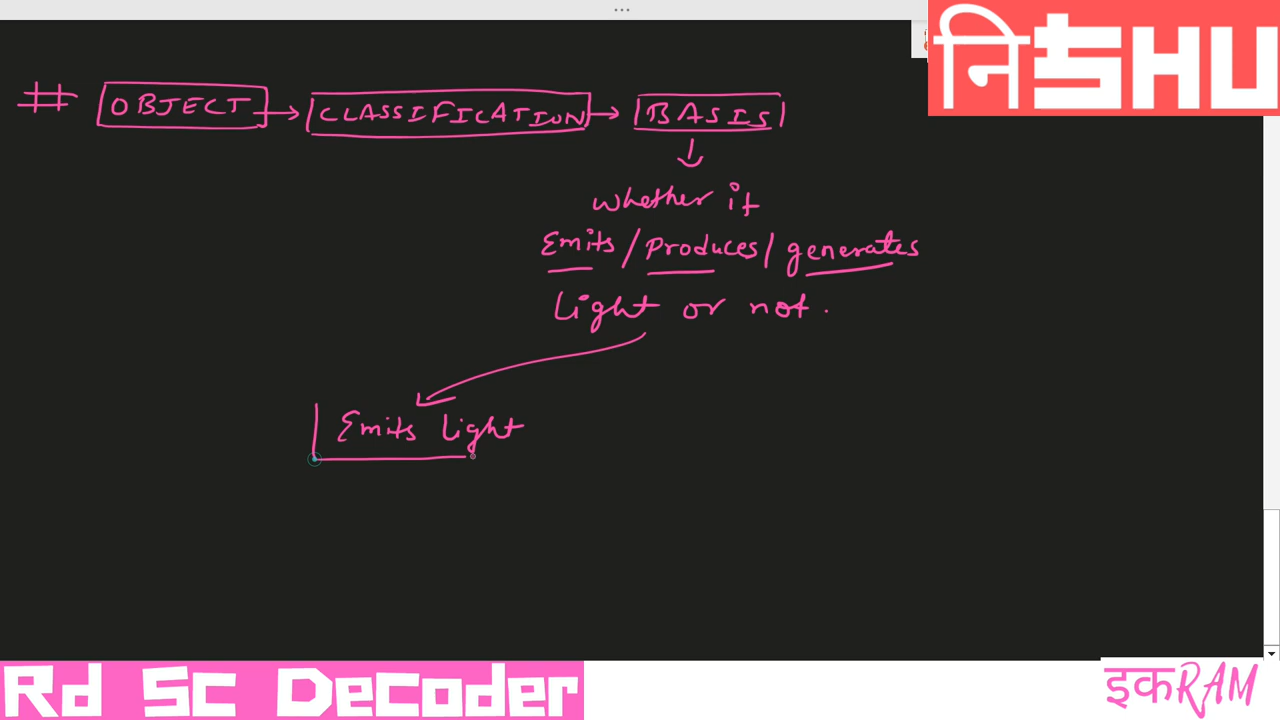 निSHU
# OBJECT → CLASSIFICATION → BASIS
whether it
Emits / Produces / generates
light or not.
Emits light
Rd Sc Decoder
इकRAM